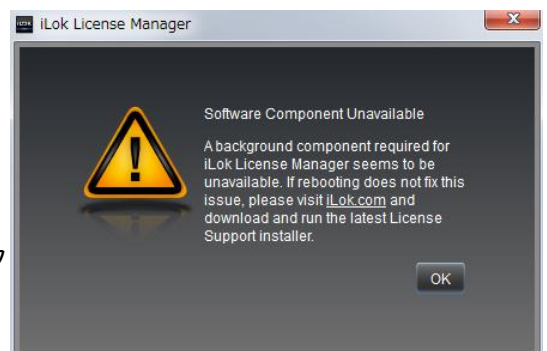 iLok License Manager
Software Component Unavailable
A background component required for
iLok License Manager seems to be
unavailable. If rebooting does not fix this
issue, please visit iLok.com and
download and run the latest License
Support installer.
OK